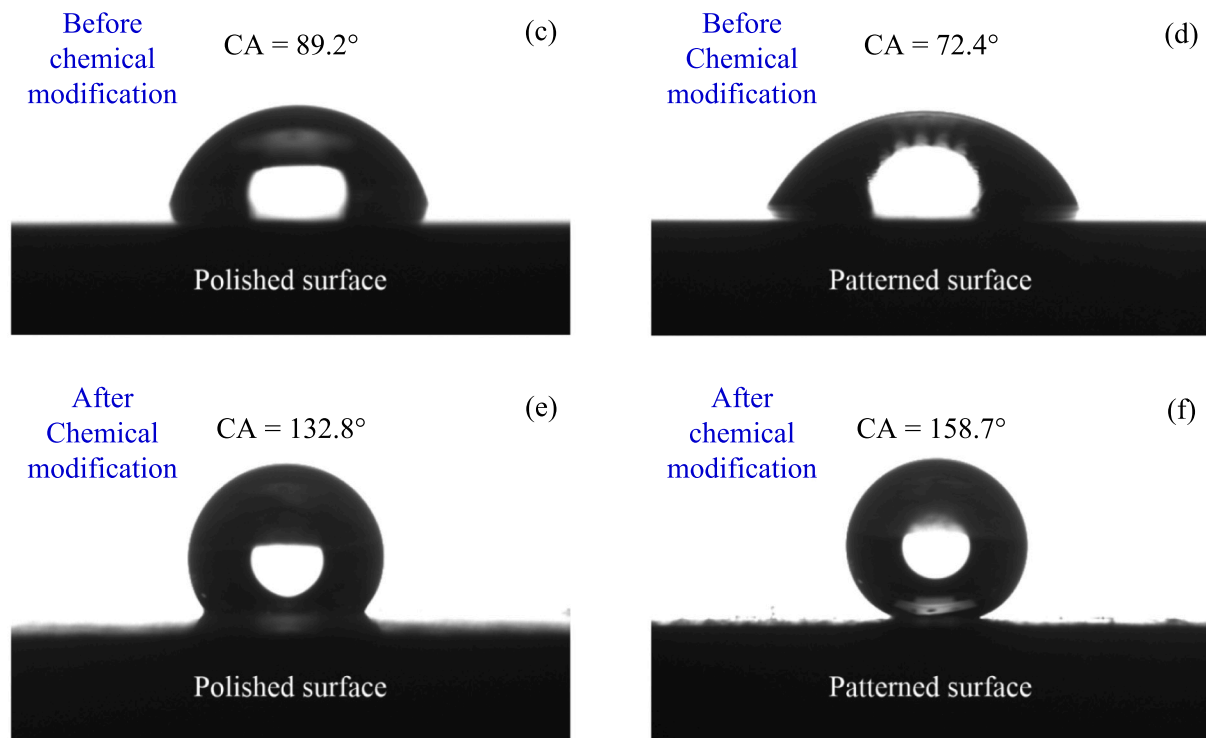 Before
chemical
modification
CA = 89.2°
(c)
Polished surface
Before
Chemical
modification
CA = 72.4°
(d)
Patterned surface
After
Chemical
modification
CA = 132.8°
(e)
Polished surface
After
chemical
modification
CA = 158.7°
(f)
Patterned surface